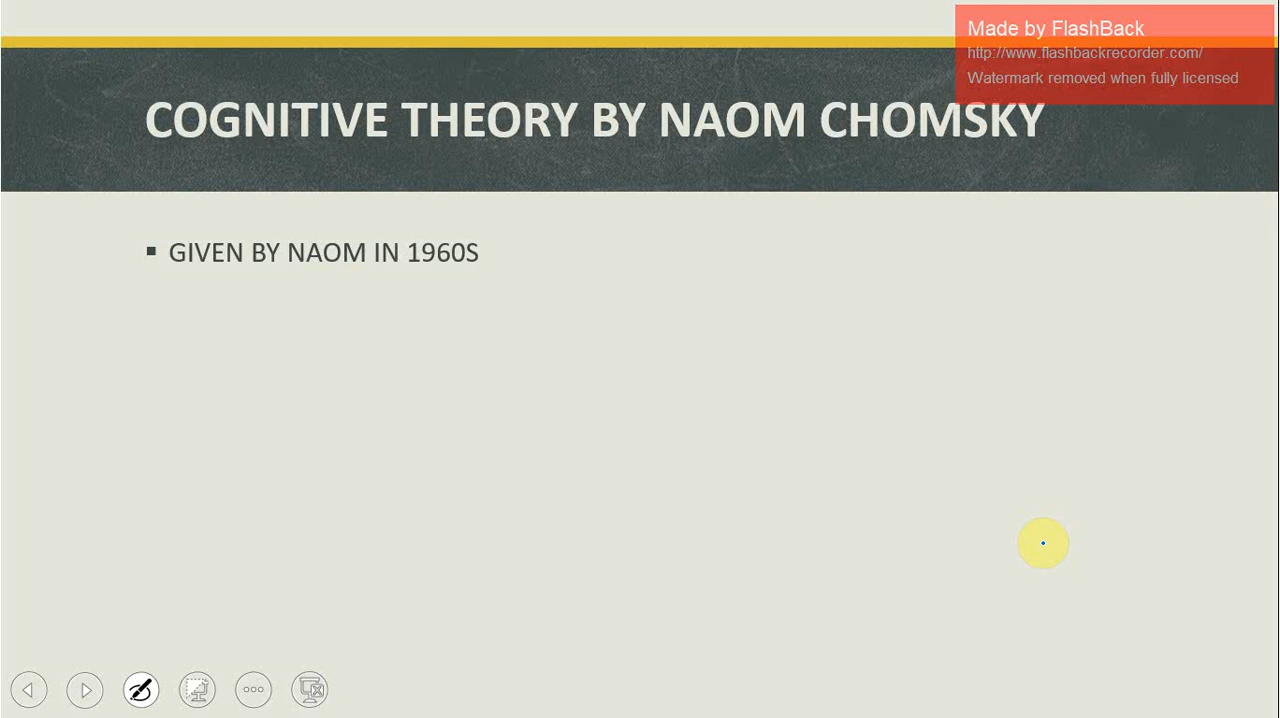 Made by FlashBack
http://www.flashbackrecorder.com/
Watermark removed when fully licensed
COGNITIVE THEORY BY NAOM CHOMSKY
▪ GIVEN BY NAOM IN 1960S